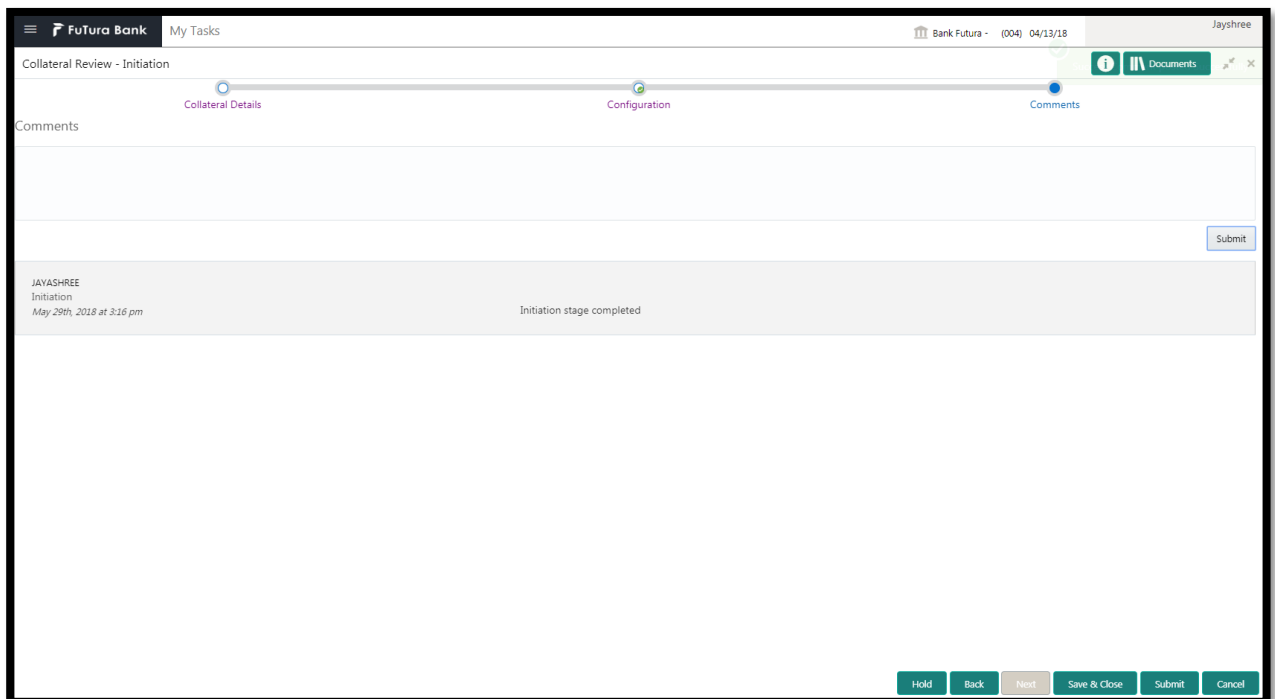 FuTura Bank
My Tasks
Bank Futura - (004) 04/13/18
Jayshree
Collateral Review - Initiation
Documents
Collateral Details
Configuration
Comments
Comments
Submit
JAYASHREE
Initiation
May 29th, 2018 at 3:16 pm
Initiation stage completed
Hold
Back
Next
Save & Close
Submit
Cancel